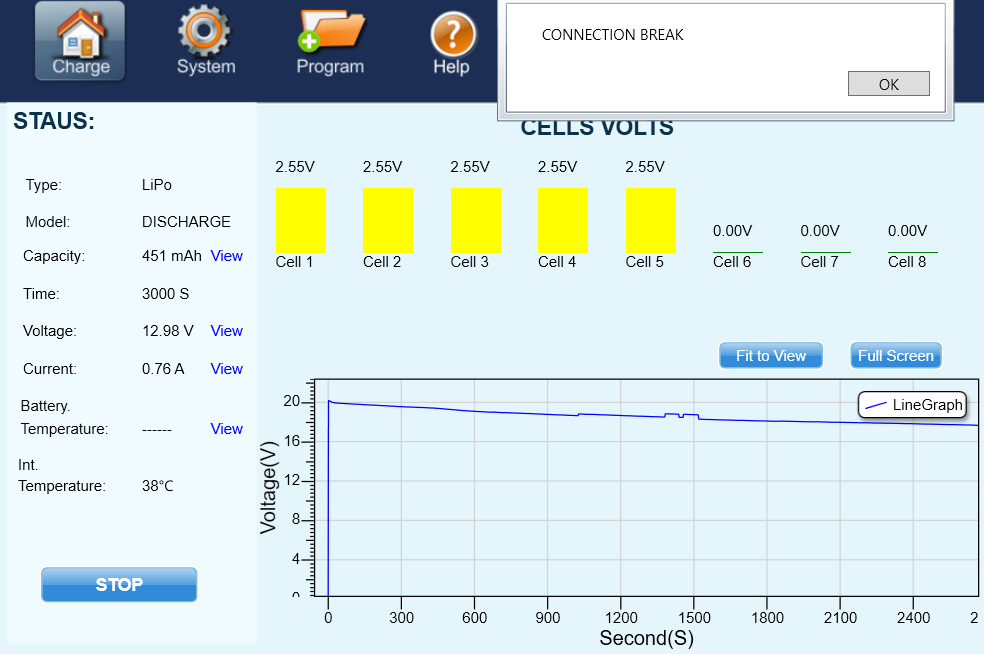 Charge
System
Program
Help
CONNECTION BREAK
OK
STAUS:
CELLS VOLTS
2.55V 2.55V 2.55V 2.55V 2.55V
0.00V 0.00V 0.00V
Cell 1 Cell 2 Cell 3 Cell 4 Cell 5 Cell 6 Cell 7 Cell 8
Type: LiPo
Model: DISCHARGE
Capacity: 451 mAh View
Time: 3000 S
Voltage: 12.98 V View
Current: 0.76 A View
Battery.
Temperature: ------ View
Int.
Temperature: 38°C
STOP
Fit to View Full Screen
LineGraph
Voltage(V)
20
16
12
8
4
0
0 300 600 900 1200 1500 1800 2100 2400 2
Second(S)